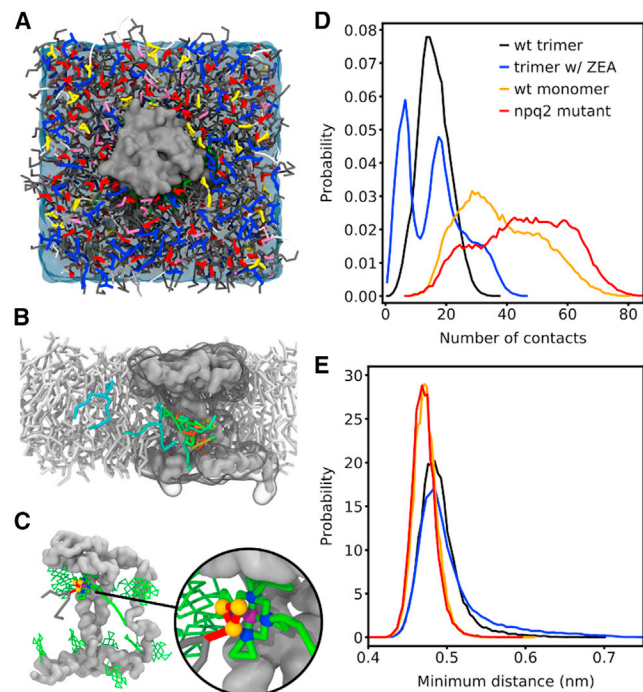 A
B
C
D
0.08
0.07
0.06
0.05
0.04
0.03
0.02
0.01
0.00
Probability
wt trimer
trimer w/ ZEA
wt monomer
npq2 mutant
0 20 40 60 80
Number of contacts
E
30
25
20
15
10
5
0
Probability
0.4 0.5 0.6 0.7
Minimum distance (nm)